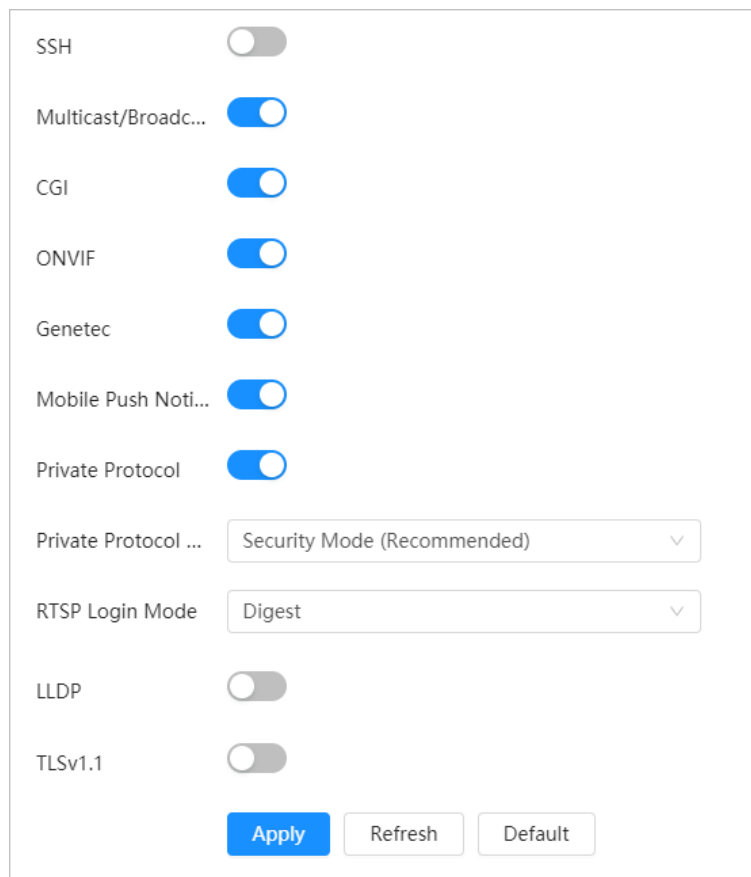 SSH
Multicast/Broadc...
CGI
ONVIF
Genetec
Mobile Push Noti...
Private Protocol
Private Protocol ... Security Mode (Recommended)
RTSP Login Mode Digest
LLDP
TLSv1.1
Apply Refresh Default